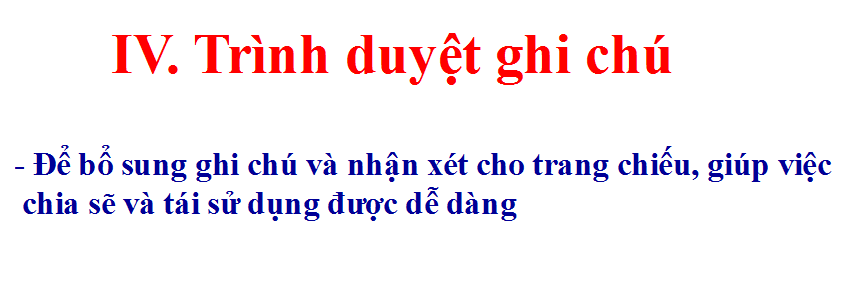 IV. Trình duyệt ghi chú
- Để bổ sung ghi chú và nhận xét cho trang chiếu, giúp việc
chia sẽ và tái sử dụng được dễ dàng